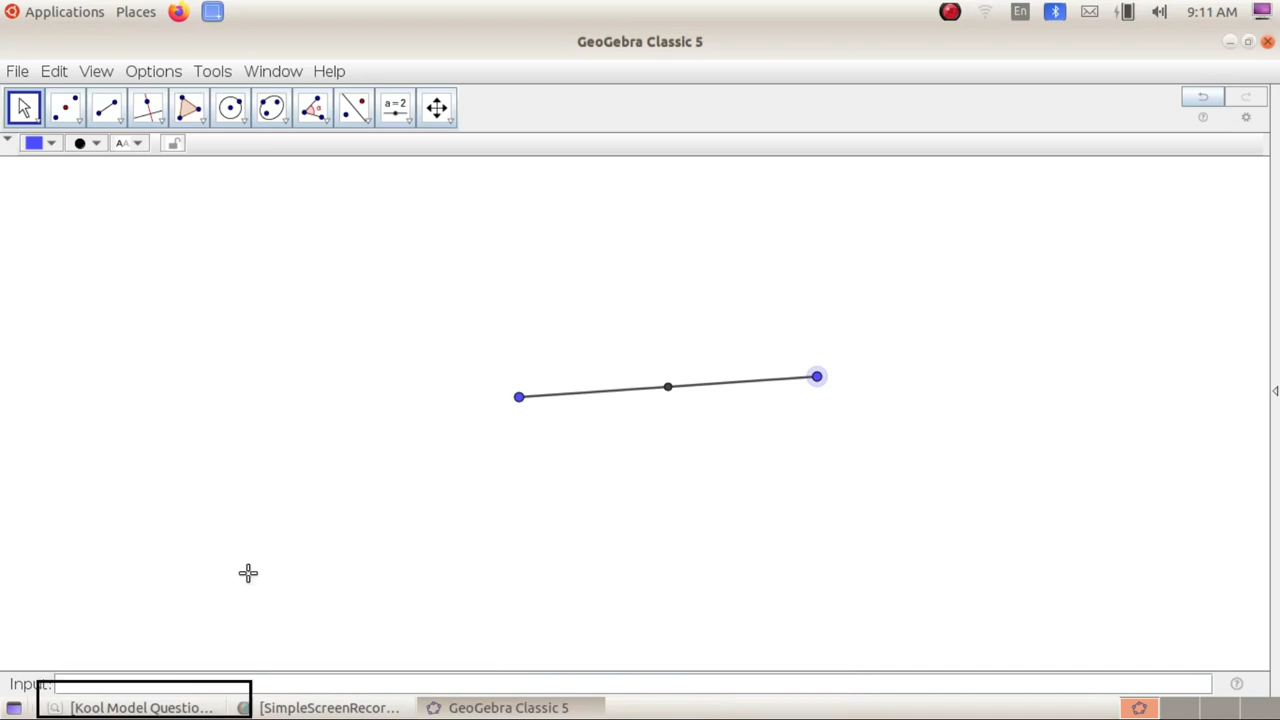 Applications Places En 9:11 AM
GeoGebra Classic 5
File Edit View Options Tools Window Help
α a=2
AA
Input:
[Kool Model Questio... [SimpleScreenRecor... GeoGebra Classic 5